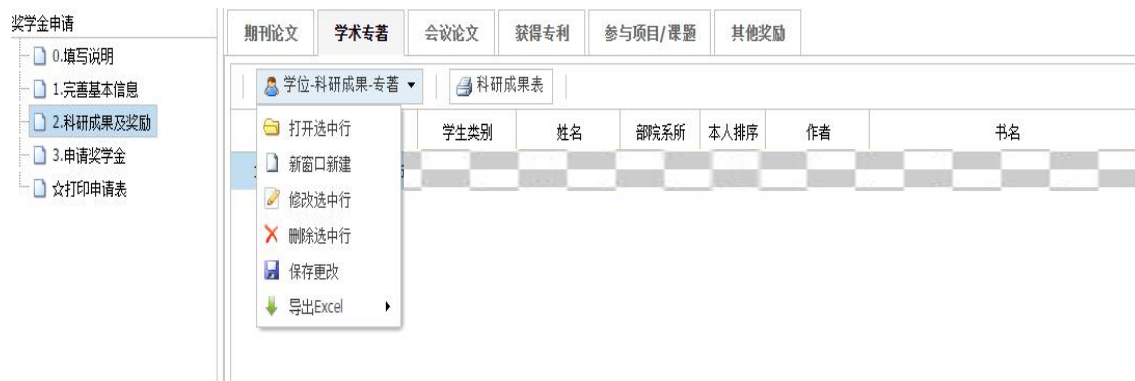 奖学金申请
0.填写说明
1.完善基本信息
2.科研成果及奖励
3.申请奖学金
☆打印申请表
期刊论文 学术专著 会议论文 获得专利 参与项目/课题 其他奖励
学位-科研成果-专著 科研成果表
学生类别 姓名 部院系所 本人排序 作者 书名
打开选中行
新窗口新建
修改选中行
删除选中行
保存更改
导出Excel